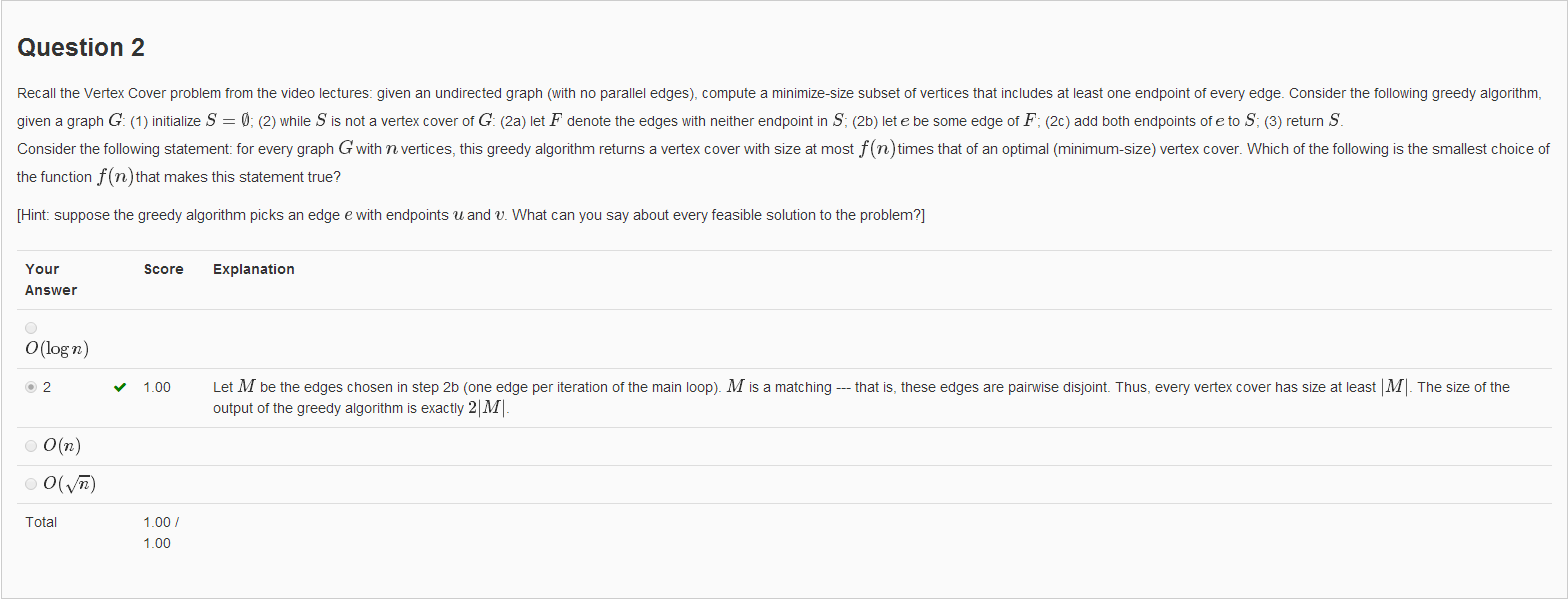 Question 2
Recall the Vertex Cover problem from the video lectures: given an undirected graph (with no parallel edges), compute a minimize-size subset of vertices that includes at least one endpoint of every edge. Consider the following greedy algorithm,
given a graph G: (1) initialize S = ∅; (2) while S is not a vertex cover of G: (2a) let F denote the edges with neither endpoint in S; (2b) let e be some edge of F; (2c) add both endpoints of e to S; (3) return S.
Consider the following statement: for every graph G with n vertices, this greedy algorithm returns a vertex cover with size at most f(n) times that of an optimal (minimum-size) vertex cover. Which of the following is the smallest choice of
the function f(n) that makes this statement true?
[Hint: suppose the greedy algorithm picks an edge e with endpoints u and v. What can you say about every feasible solution to the problem?]
Your Score Explanation
Answer
O(log n)
2 ✔ 1.00 Let M be the edges chosen in step 2b (one edge per iteration of the main loop). M is a matching --- that is, these edges are pairwise disjoint. Thus, every vertex cover has size at least |M|. The size of the
output of the greedy algorithm is exactly 2|M|.
O(n)
O(√n)
Total 1.00 /
1.00